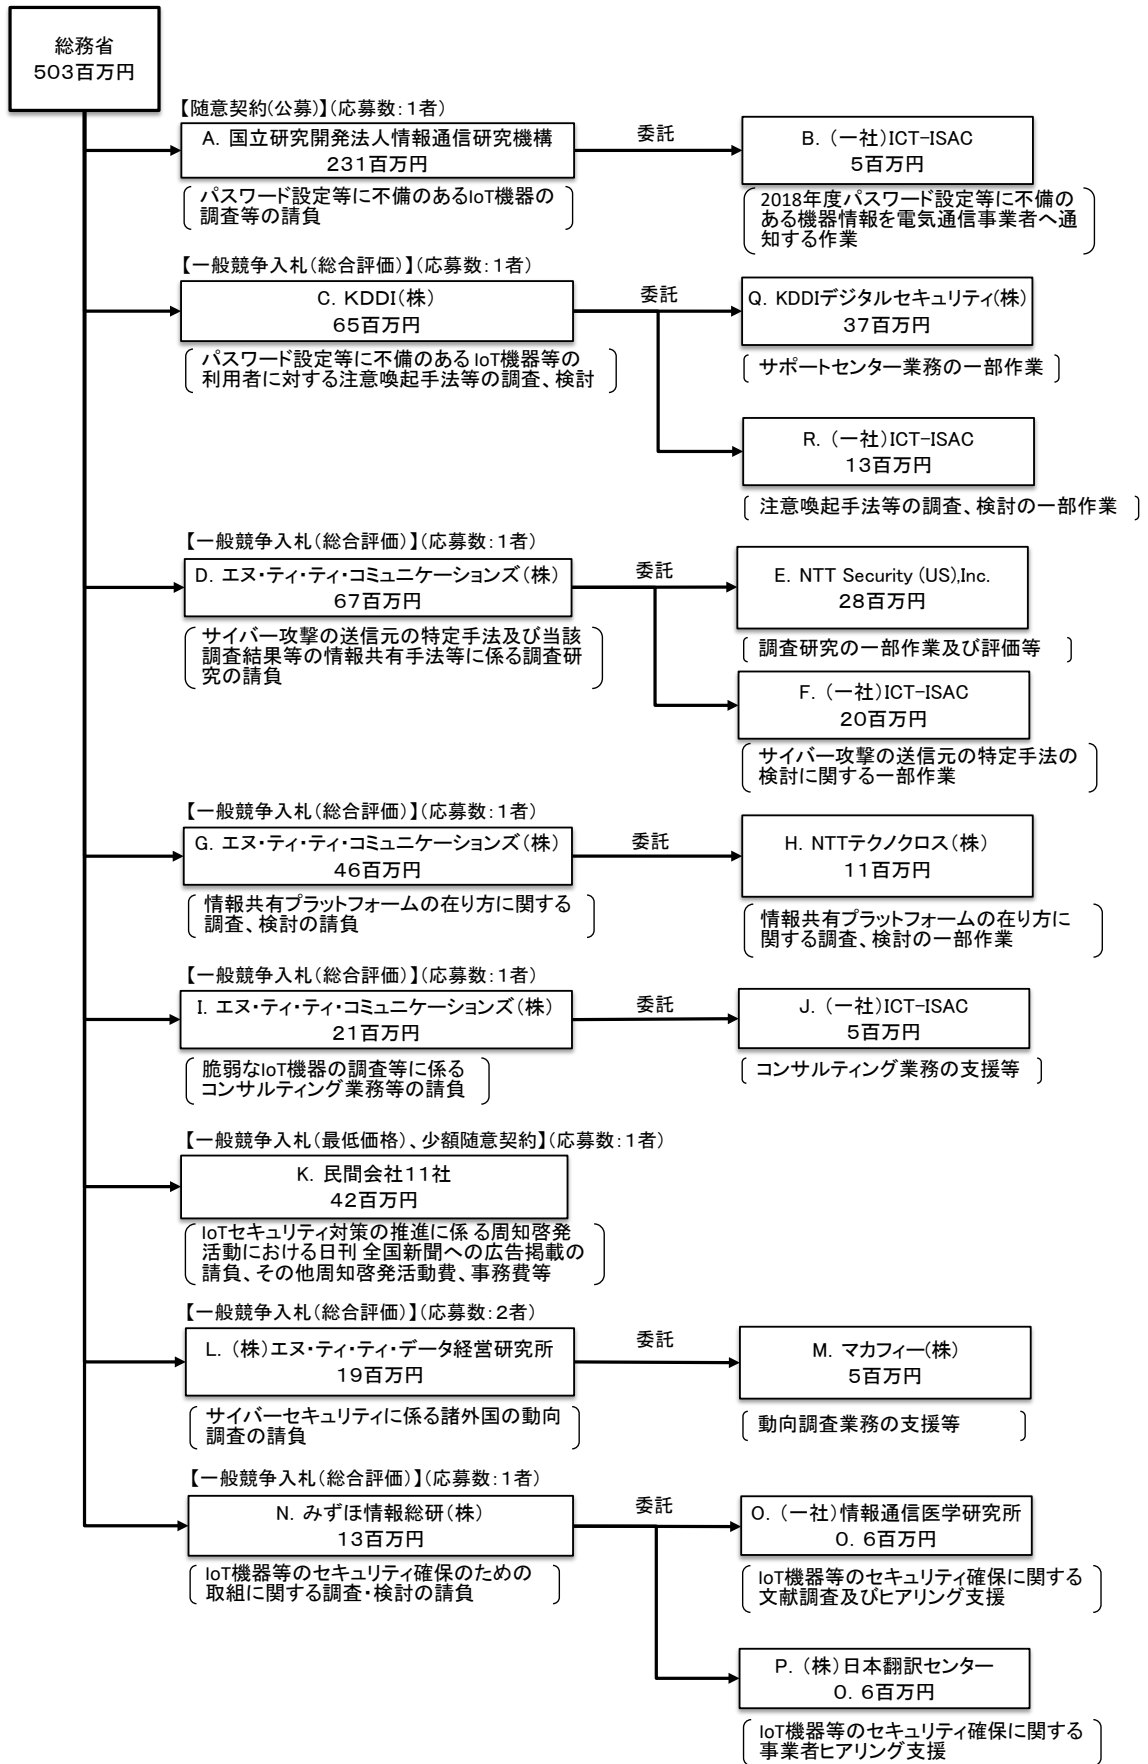 総務省
503百万円
【随意契約(公募)】(応募数:1者)
A. 国立研究開発法人情報通信研究機構
231百万円
パスワード設定等に不備のあるIoT機器の
調査等の請負
委託
B. (一社)ICT-ISAC
5百万円
2018年度パスワード設定等に不備の
ある機器情報を電気通信事業者へ通
知する作業
【一般競争入札(総合評価)】(応募数:1者)
C. KDDI(株)
65百万円
パスワード設定等に不備のあるIoT機器等の
利用者に対する注意喚起手法等の調査、検討
委託
Q. KDDIデジタルセキュリティ(株)
37百万円
サポートセンター業務の一部作業
R. (一社)ICT-ISAC
13百万円
注意喚起手法等の調査、検討の一部作業
【一般競争入札(総合評価)】(応募数:1者)
D. エヌ・ティ・ティ・コミュニケーションズ(株)
67百万円
サイバー攻撃の送信元の特定手法及び当該
調査結果等の情報共有手法等に係る調査研
究の請負
委託
E. NTT Security (US),Inc.
28百万円
調査研究の一部作業及び評価等
F. (一社)ICT-ISAC
20百万円
サイバー攻撃の送信元の特定手法の
検討に関する一部作業
【一般競争入札(総合評価)】(応募数:1者)
G. エヌ・ティ・ティ・コミュニケーションズ(株)
46百万円
情報共有プラットフォームの在り方に関する
調査、検討の請負
委託
H. NTTテクノクロス(株)
11百万円
情報共有プラットフォームの在り方に
関する調査、検討の一部作業
【一般競争入札(総合評価)】(応募数:1者)
I. エヌ・ティ・ティ・コミュニケーションズ(株)
21百万円
脆弱なIoT機器の調査等に係る
コンサルティング業務等の請負
委託
J. (一社)ICT-ISAC
5百万円
コンサルティング業務の支援等
【一般競争入札(最低価格)、少額随意契約】(応募数:1者)
K. 民間会社11社
42百万円
IoTセキュリティ対策の推進に係る周知啓発
活動における日刊全国新聞への広告掲載の
請負、その他周知啓発活動費、事務費等
【一般競争入札(総合評価)】(応募数:2者)
L. (株)エヌ・ティ・ティ・データ経営研究所
19百万円
サイバーセキュリティに係る諸外国の動向
調査の請負
委託
M. マカフィー(株)
5百万円
動向調査業務の支援等
【一般競争入札(総合評価)】(応募数:1者)
N. みずほ情報総研(株)
13百万円
IoT機器等のセキュリティ確保のための
取組に関する調査・検討の請負
委託
O. (一社)情報通信医学研究所
0.6百万円
IoT機器等のセキュリティ確保に関する
文献調査及びヒアリング支援
P. (株)日本翻訳センター
0.6百万円
IoT機器等のセキュリティ確保に関する
事業者ヒアリング支援